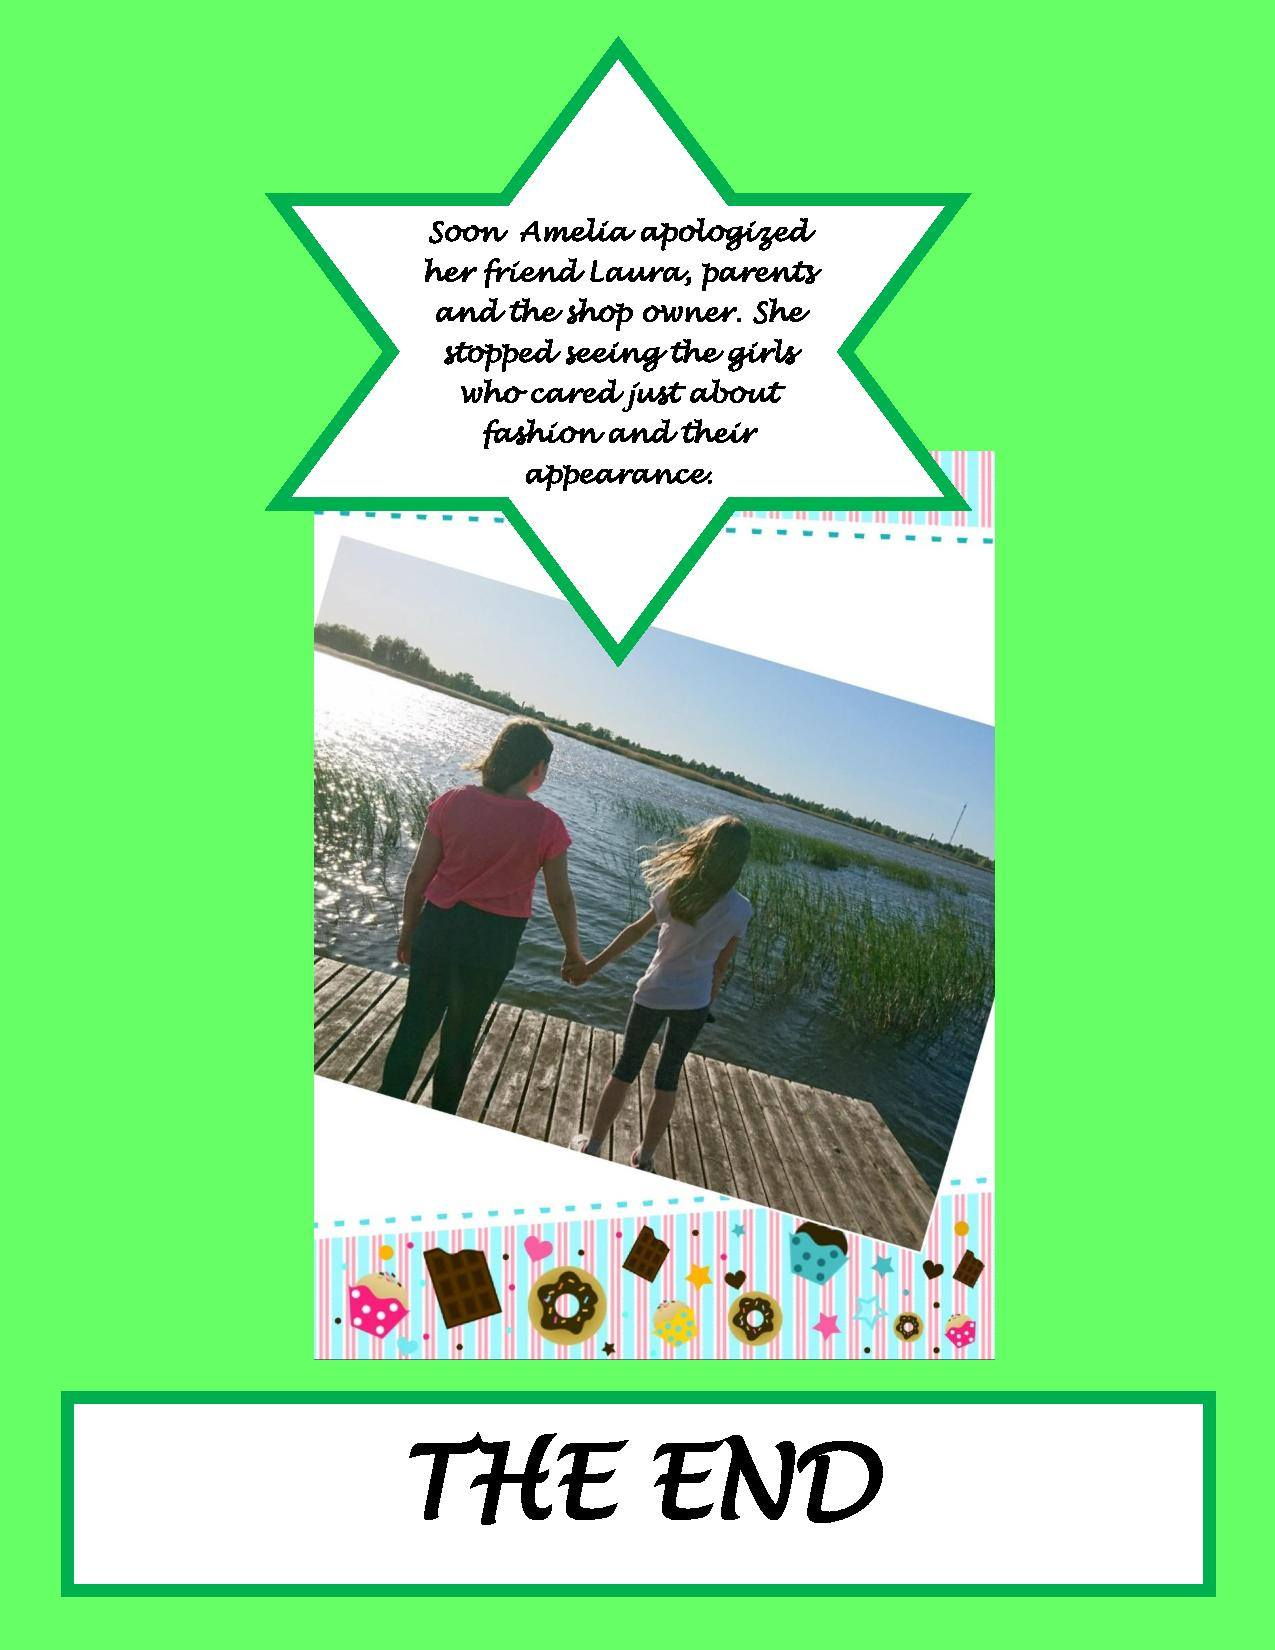 Soon Amelia apologized
her friend Laura, parents
and the shop owner. She
stopped seeing the girls
who cared just about
fashion and their
appearance.
THE END